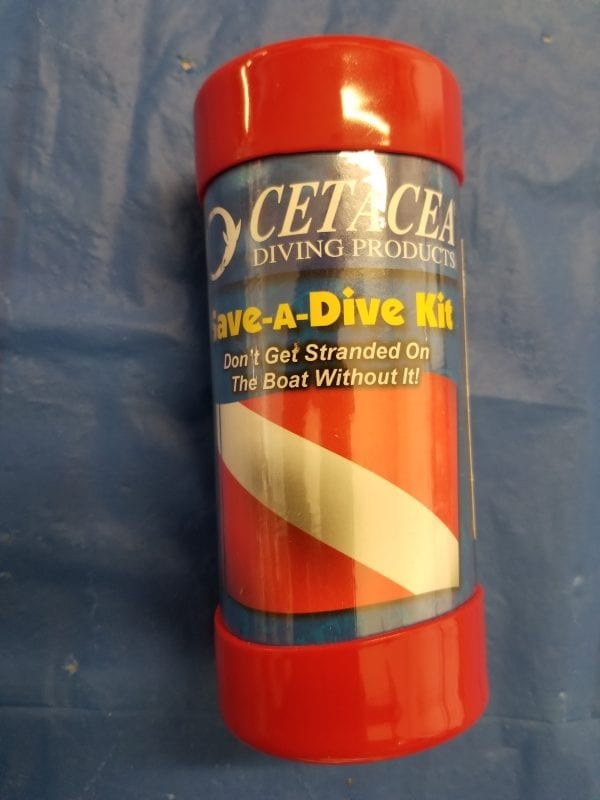 CETACEA
DIVING PRODUCTS
Save-A-Dive Kit
Don't Get Stranded On
The Boat Without It!